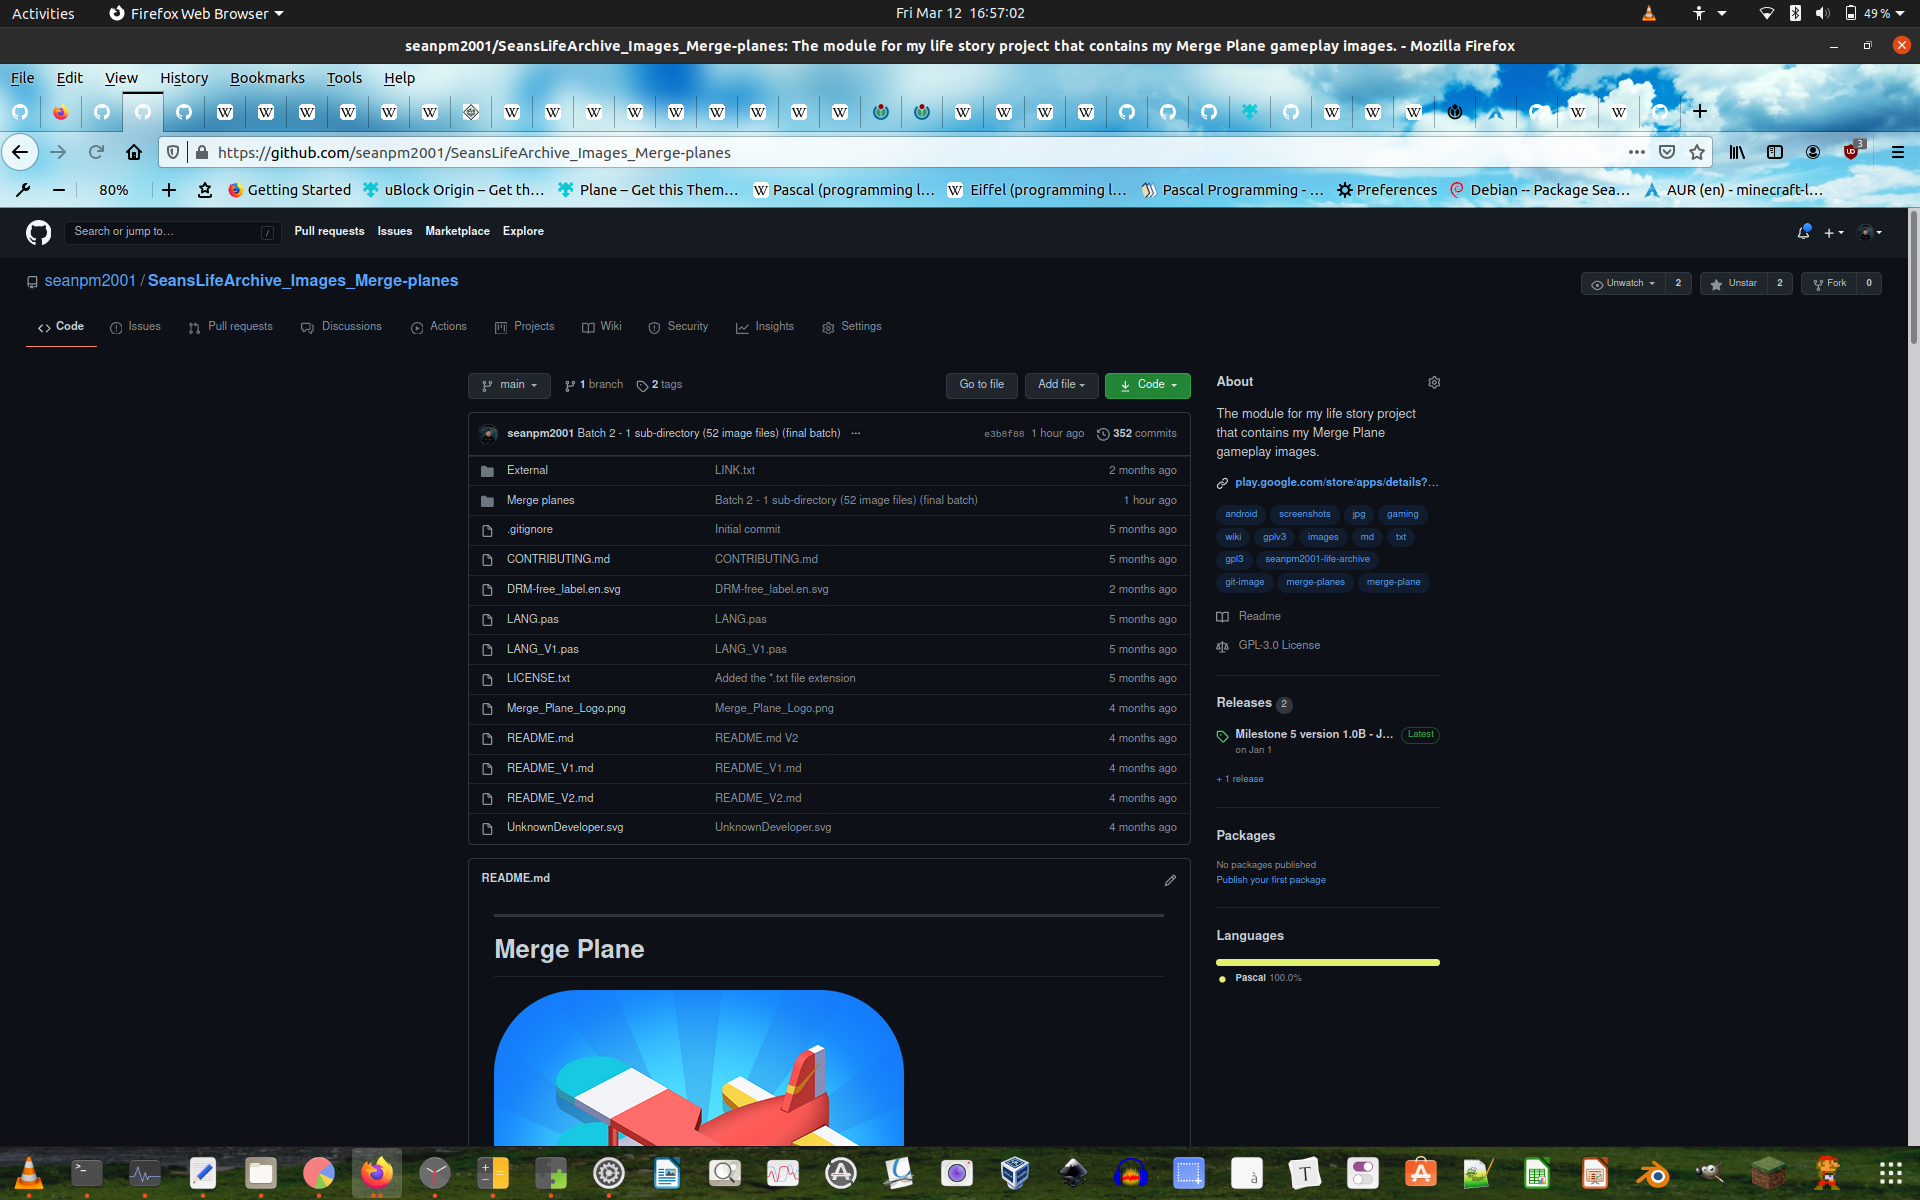 Activities Firefox Web Browser Fri Mar 12 16:57:02 49 %
seanpm2001/SeansLifeArchive_Images_Merge-planes: The module for my life story project that contains my Merge Plane gameplay images. - Mozilla Firefox
File Edit View History Bookmarks Tools Help
https://github.com/seanpm2001/SeansLifeArchive_Images_Merge-planes 3
80% Getting Started uBlock Origin – Get th… Plane – Get this Them… Pascal (programming l… Eiffel (programming l… Pascal Programming - … Preferences Debian -- Package Sea… AUR (en) - minecraft-l…
Search or jump to… / Pull requests Issues Marketplace Explore
seanpm2001 / SeansLifeArchive_Images_Merge-planes Unwatch 2 Unstar 2 Fork 0
Code Issues Pull requests Discussions Actions Projects Wiki Security Insights Settings
main 1 branch 2 tags Go to file Add file Code
seanpm2001 Batch 2 - 1 sub-directory (52 image files) (final batch) ... e3b8f88 1 hour ago 352 commits
External LINK.txt 2 months ago
Merge planes Batch 2 - 1 sub-directory (52 image files) (final batch) 1 hour ago
.gitignore Initial commit 5 months ago
CONTRIBUTING.md CONTRIBUTING.md 5 months ago
DRM-free_label.en.svg DRM-free_label.en.svg 2 months ago
LANG.pas LANG.pas 5 months ago
LANG_V1.pas LANG_V1.pas 5 months ago
LICENSE.txt Added the *.txt file extension 5 months ago
Merge_Plane_Logo.png Merge_Plane_Logo.png 4 months ago
README.md README.md V2 4 months ago
README_V1.md README_V1.md 4 months ago
README_V2.md README_V2.md 4 months ago
UnknownDeveloper.svg UnknownDeveloper.svg 4 months ago
README.md
Merge Plane
About
The module for my life story project
that contains my Merge Plane
gameplay images.
play.google.com/store/apps/details?…
android screenshots jpg gaming
wiki gplv3 images md txt
gpl3 seanpm2001-life-archive
git-image merge-planes merge-plane
Readme
GPL-3.0 License
Releases 2
Milestone 5 version 1.0B - J… Latest
on Jan 1
+ 1 release
Packages
No packages published
Publish your first package
Languages
Pascal 100.0%